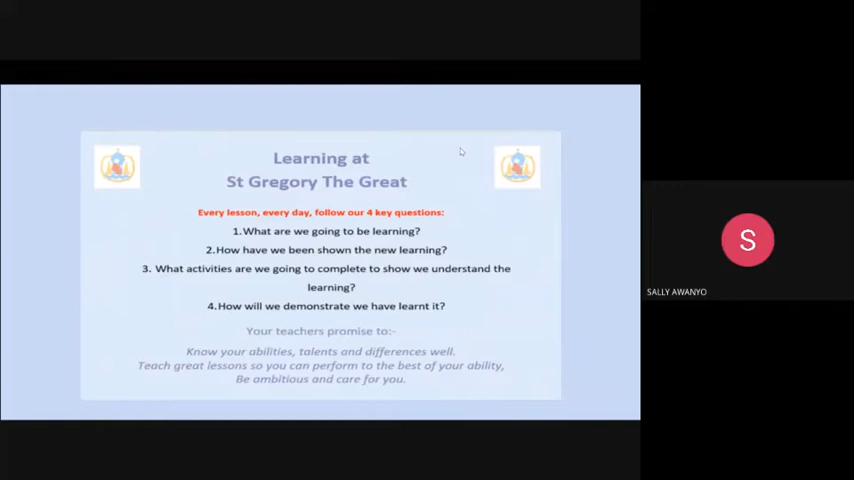 Learning at
St Gregory The Great
Every lesson, every day, follow our 4 key questions:
1.What are we going to be learning?
2.How have we been shown the new learning?
3. What activities are we going to complete to show we understand the
learning?
4.How will we demonstrate we have learnt it?
Your teachers promise to:-
Know your abilities, talents and differences well.
Teach great lessons so you can perform to the best of your ability,
Be ambitious and care for you.
S
SALLY AWANYO